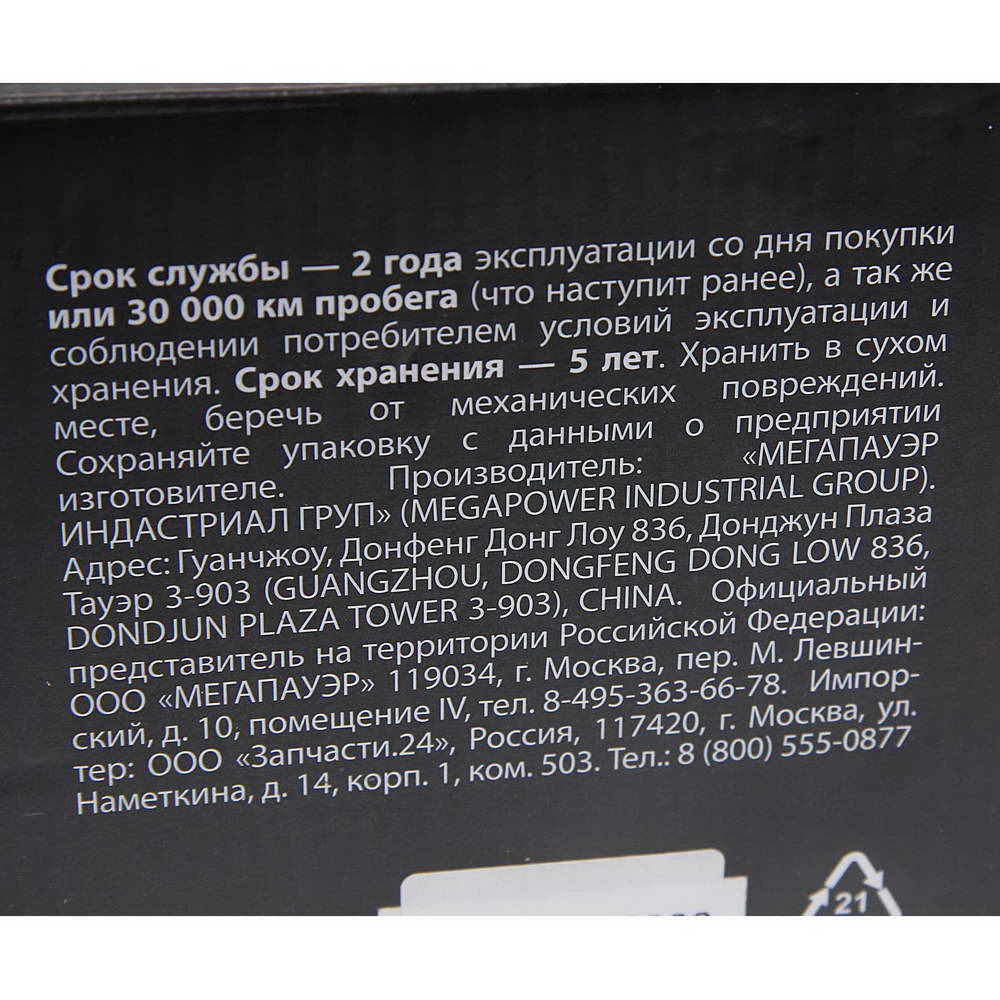 Срок службы — 2 года эксплуатации со дня покупки
или 30 000 км пробега (что наступит ранее), а так же
соблюдении потребителем условий эксплуатации и
хранения. Срок хранения — 5 лет. Хранить в сухом
месте, беречь от механических повреждений.
Сохраняйте упаковку с данными о предприятии
изготовителе. Производитель: «МЕГАПАУЭР
ИНДАСТРИАЛ ГРУП» (MEGAPOWER INDUSTRIAL GROUP).
Адрес: Гуанчжоу, Донфенг Донг Лоу 836, Донджун Плаза
Тауэр 3-903 (GUANGZHOU, DONGFENG DONG LOW 836,
DONDJUN PLAZA TOWER 3-903), CHINA. Официальный
представитель на территории Российской Федерации:
ООО «МЕГАПАУЭР» 119034, г. Москва, пер. М. Левшин-
ский, д. 10, помещение IV, тел. 8-495-363-66-78. Импор-
тер: ООО «Запчасти.24», Россия, 117420, г. Москва, ул.
Наметкина, д. 14, корп. 1, ком. 503. Тел.: 8 (800) 555-0877
21